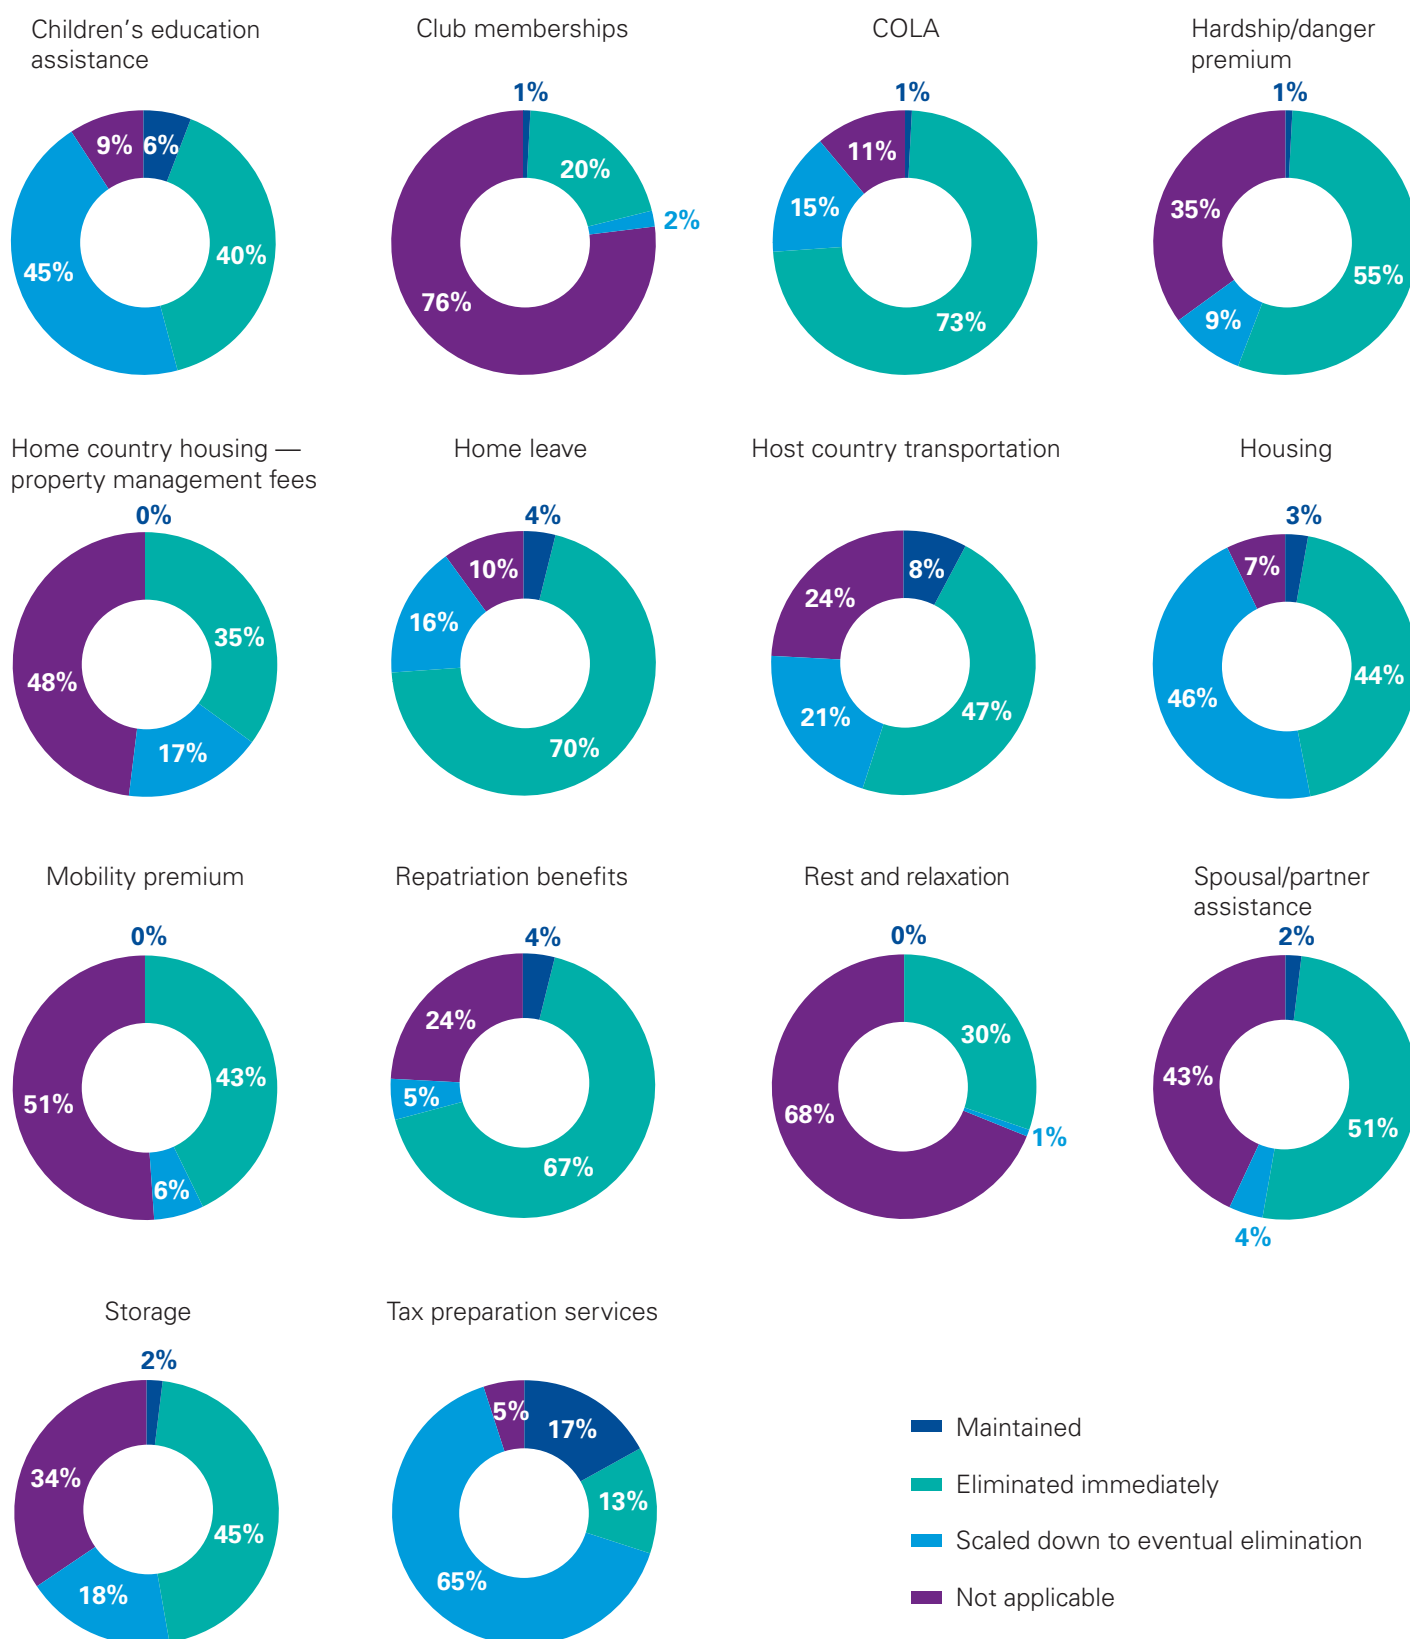 Children’s education
assistance
9%
6%
40%
45%
Club memberships
1%
20%
2%
76%
COLA
1%
11%
15%
73%
Hardship/danger
premium
1%
35%
55%
9%
Home country housing —
property management fees
0%
35%
48%
17%
Home leave
4%
10%
16%
70%
Host country transportation
8%
24%
47%
21%
Housing
3%
7%
44%
46%
Mobility premium
0%
43%
51%
6%
Repatriation benefits
4%
24%
5%
67%
Rest and relaxation
0%
30%
68%
1%
Spousal/partner
assistance
2%
43%
51%
4%
Storage
2%
34%
45%
18%
Tax preparation services
5%
17%
13%
65%
Maintained
Eliminated immediately
Scaled down to eventual elimination
Not applicable